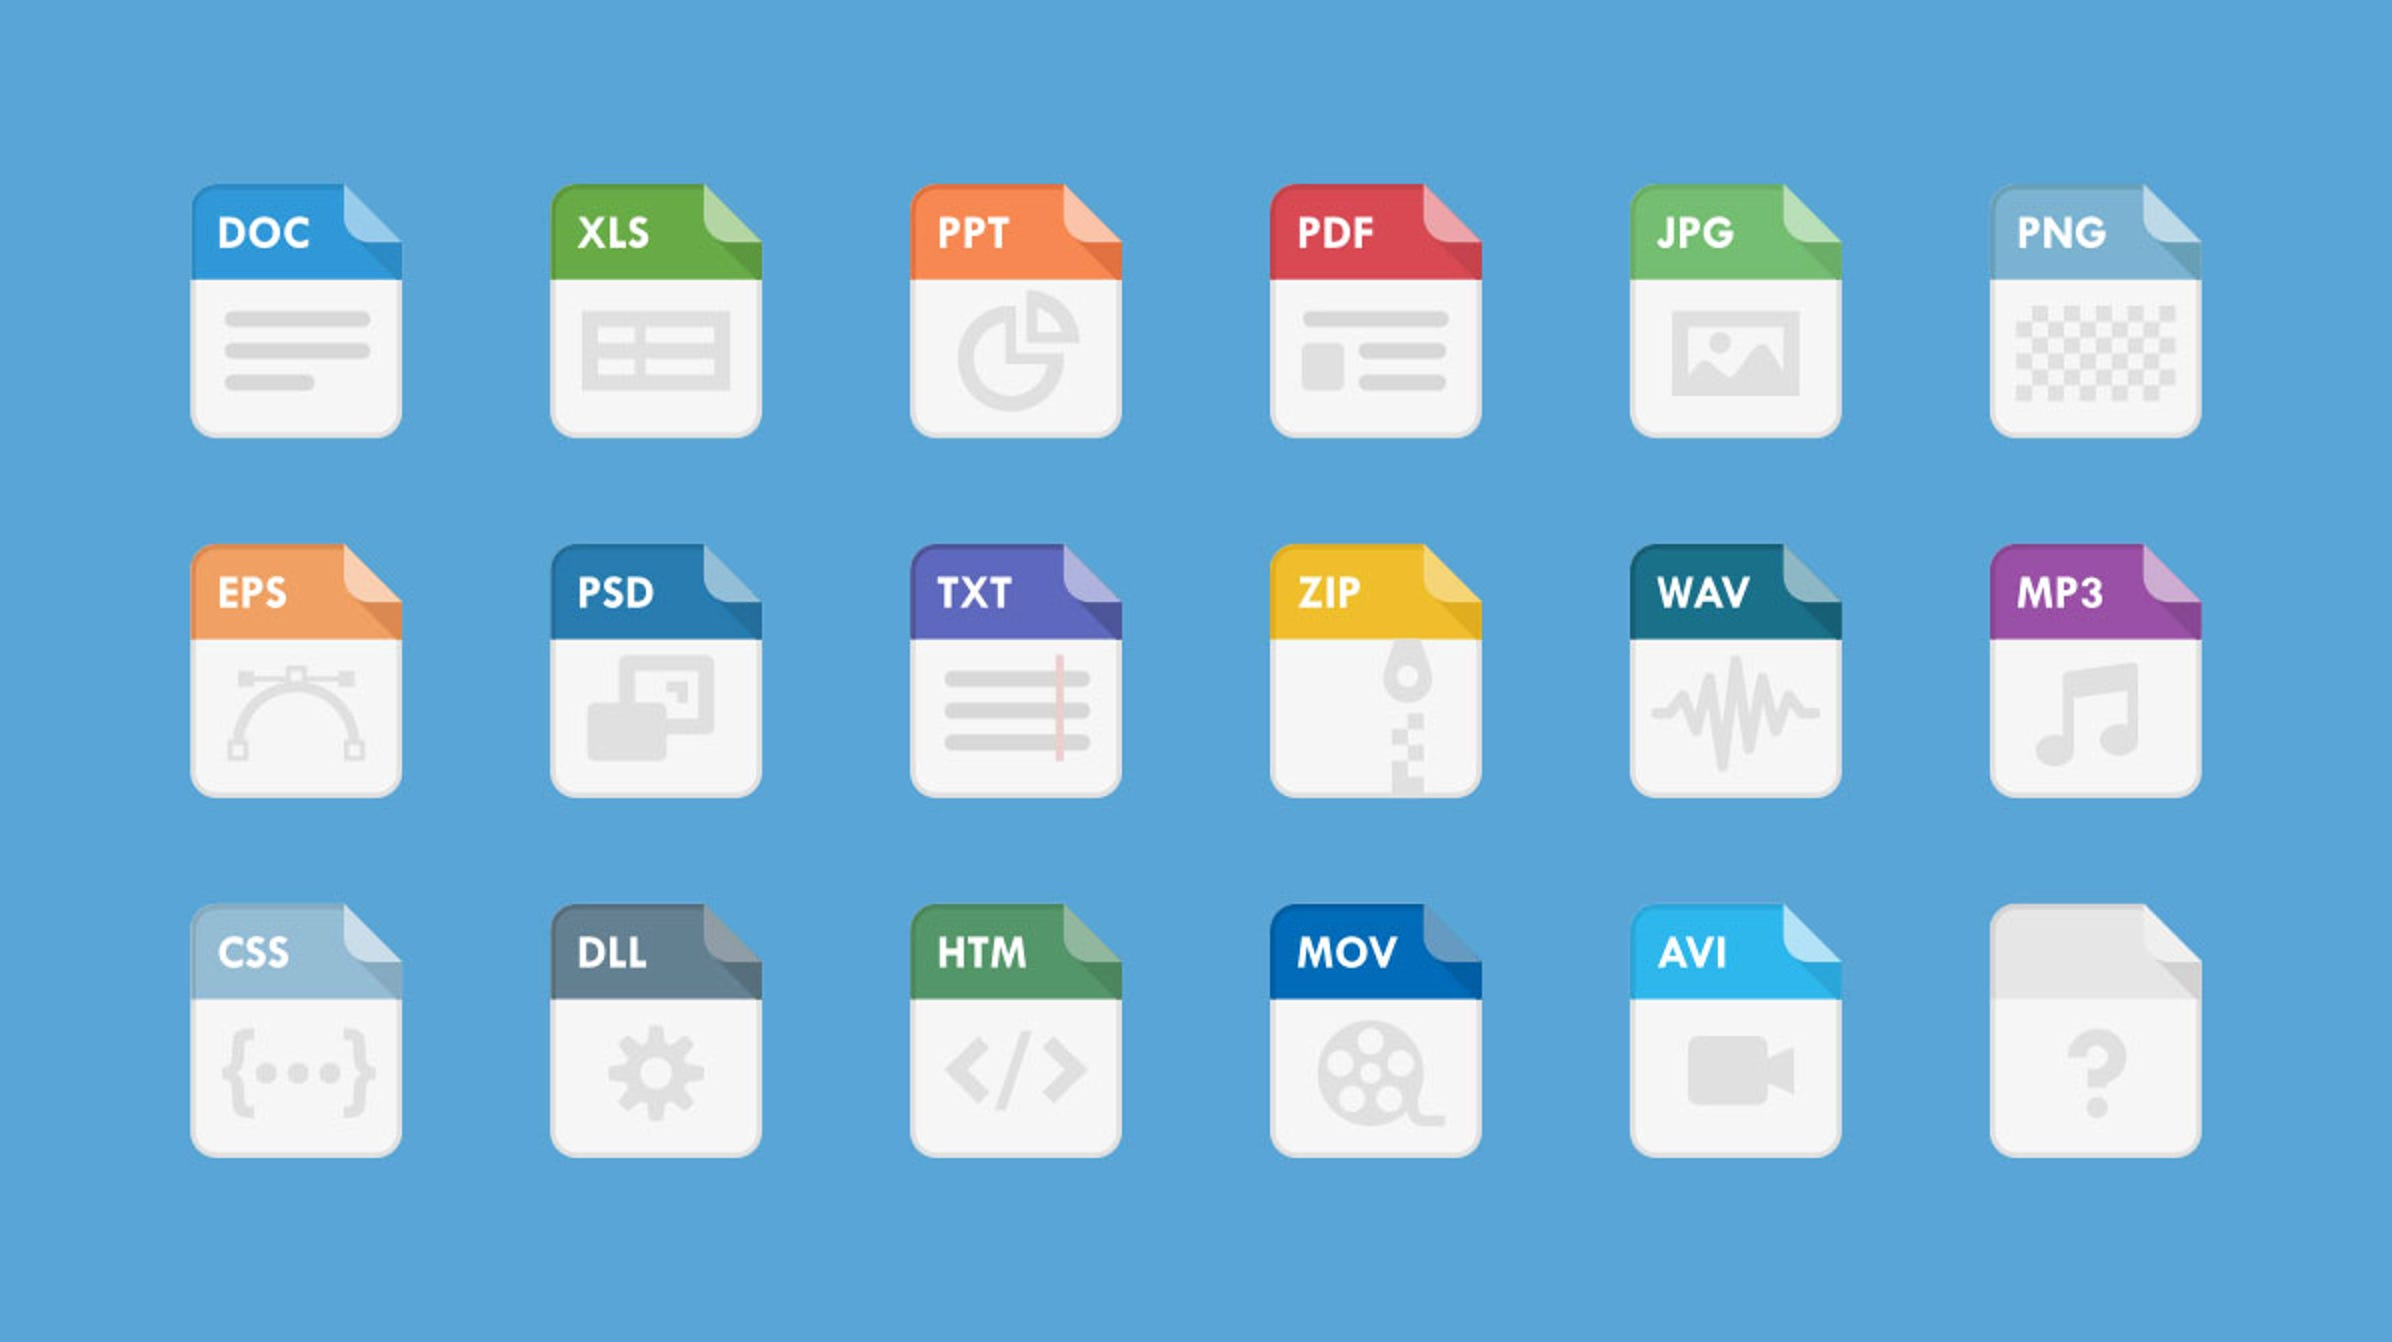 DOC
XLS
PPT
PDF
JPG
PNG
EPS
PSD
TXT
ZIP
WAV
MP3
CSS
DLL
HTM
MOV
AVI
?